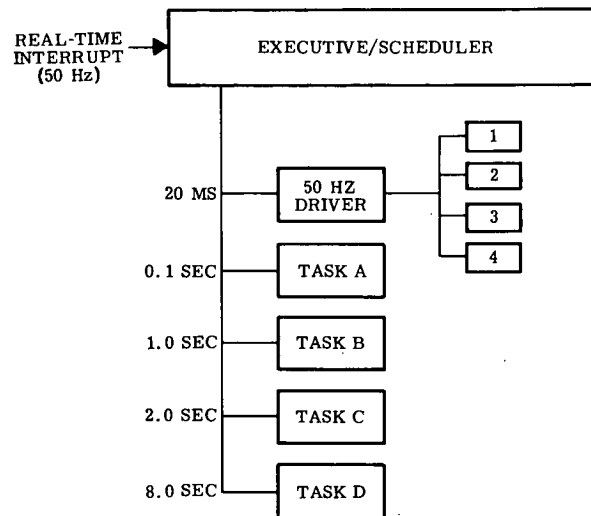 REAL-TIME
INTERRUPT
(50 Hz)
EXECUTIVE/SCHEDULER
20 MS
50 HZ
DRIVER
1
2
3
4
0.1 SEC
TASK A
1.0 SEC
TASK B
2.0 SEC
TASK C
8.0 SEC
TASK D